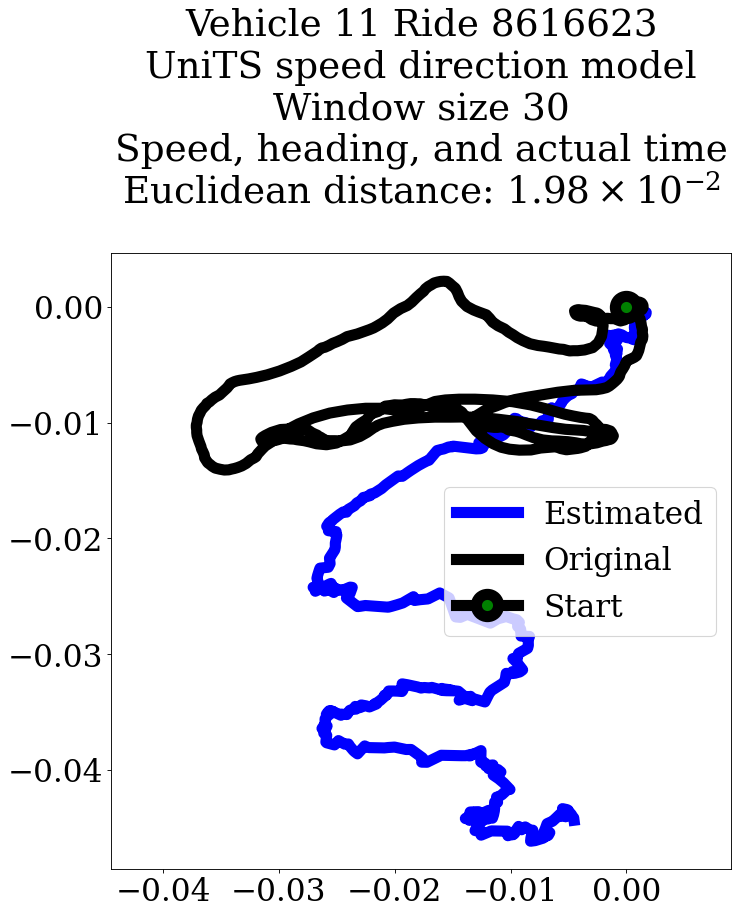 Vehicle 11 Ride 8616623
UniTS speed direction model
Window size 30
Speed, heading, and actual time
Euclidean distance: 1.98 × 10⁻²
0.00
−0.01
−0.02
−0.03
−0.04
Estimated
Original
Start
−0.04 −0.03 −0.02 −0.01 0.00